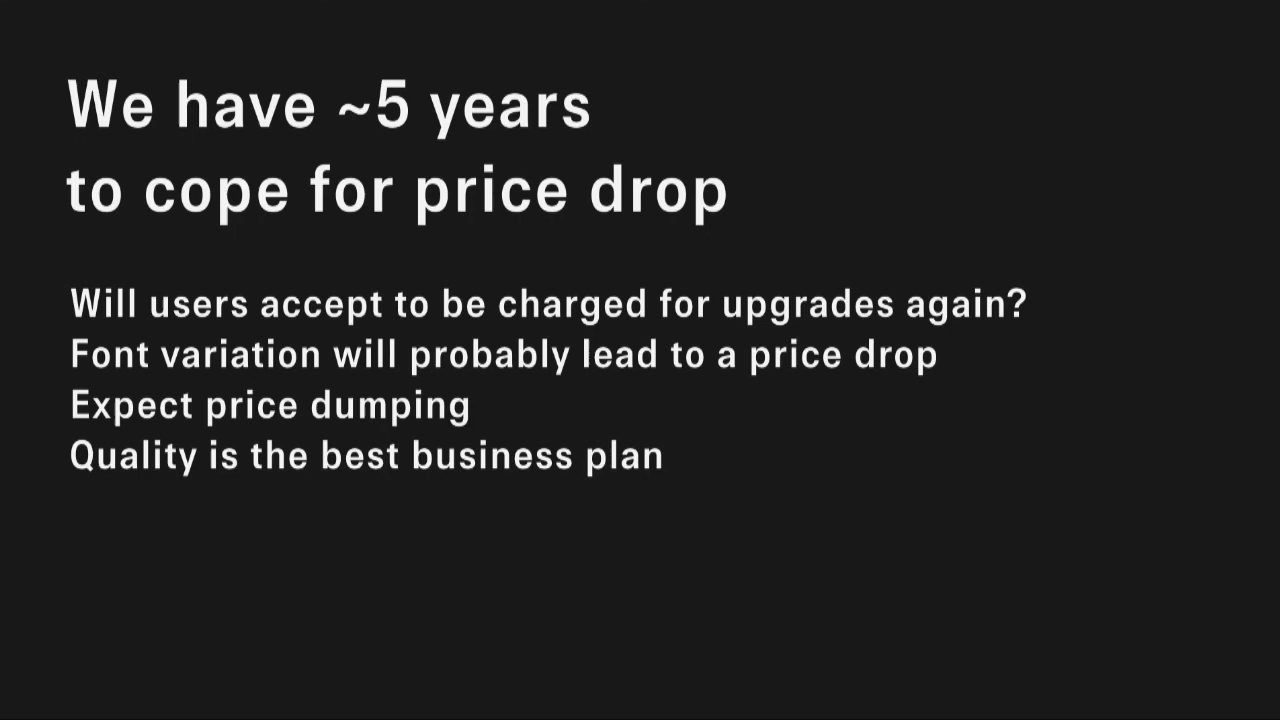 We have ~5 years
to cope for price drop
Will users accept to be charged for upgrades again?
Font variation will probably lead to a price drop
Expect price dumping
Quality is the best business plan